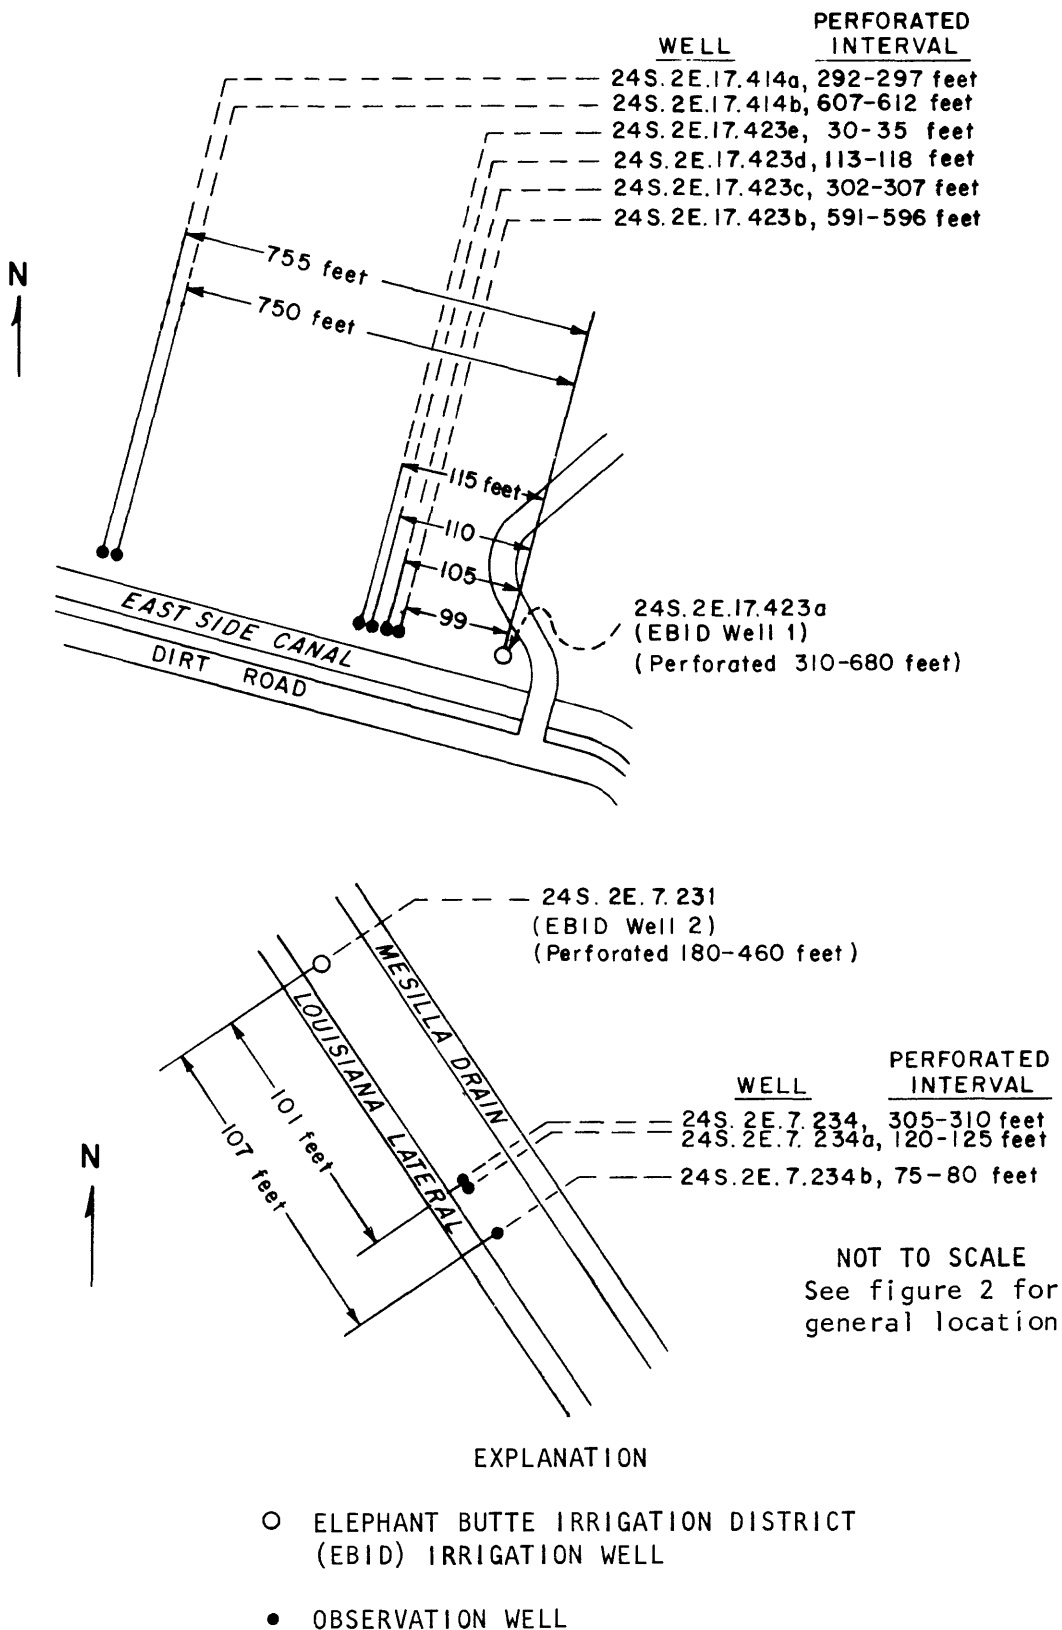 PERFORATED
WELL INTERVAL
24S.2E.17.414a, 292-297 feet
24S.2E.17.414b, 607-612 feet
24S.2E.17.423e, 30-35 feet
24S.2E.17.423d, 113-118 feet
24S.2E.17.423c, 302-307 feet
24S.2E.17.423b, 591-596 feet
755 feet
N
750 feet
115 feet
110
105
99
24S.2E.17.423a
(EBID Well 1)
(Perforated 310-680 feet)
EAST SIDE CANAL
DIRT ROAD
24S.2E.7.231
(EBID Well 2)
(Perforated 180-460 feet)
MESILLA DRAIN
LOUISIANA LATERAL
101 feet
107 feet
PERFORATED
WELL INTERVAL
24S.2E.7.234, 305-310 feet
24S.2E.7.234a, 120-125 feet
24S.2E.7.234b, 75-80 feet
N
NOT TO SCALE
See figure 2 for
general location
EXPLANATION
ELEPHANT BUTTE IRRIGATION DISTRICT
(EBID) IRRIGATION WELL
OBSERVATION WELL